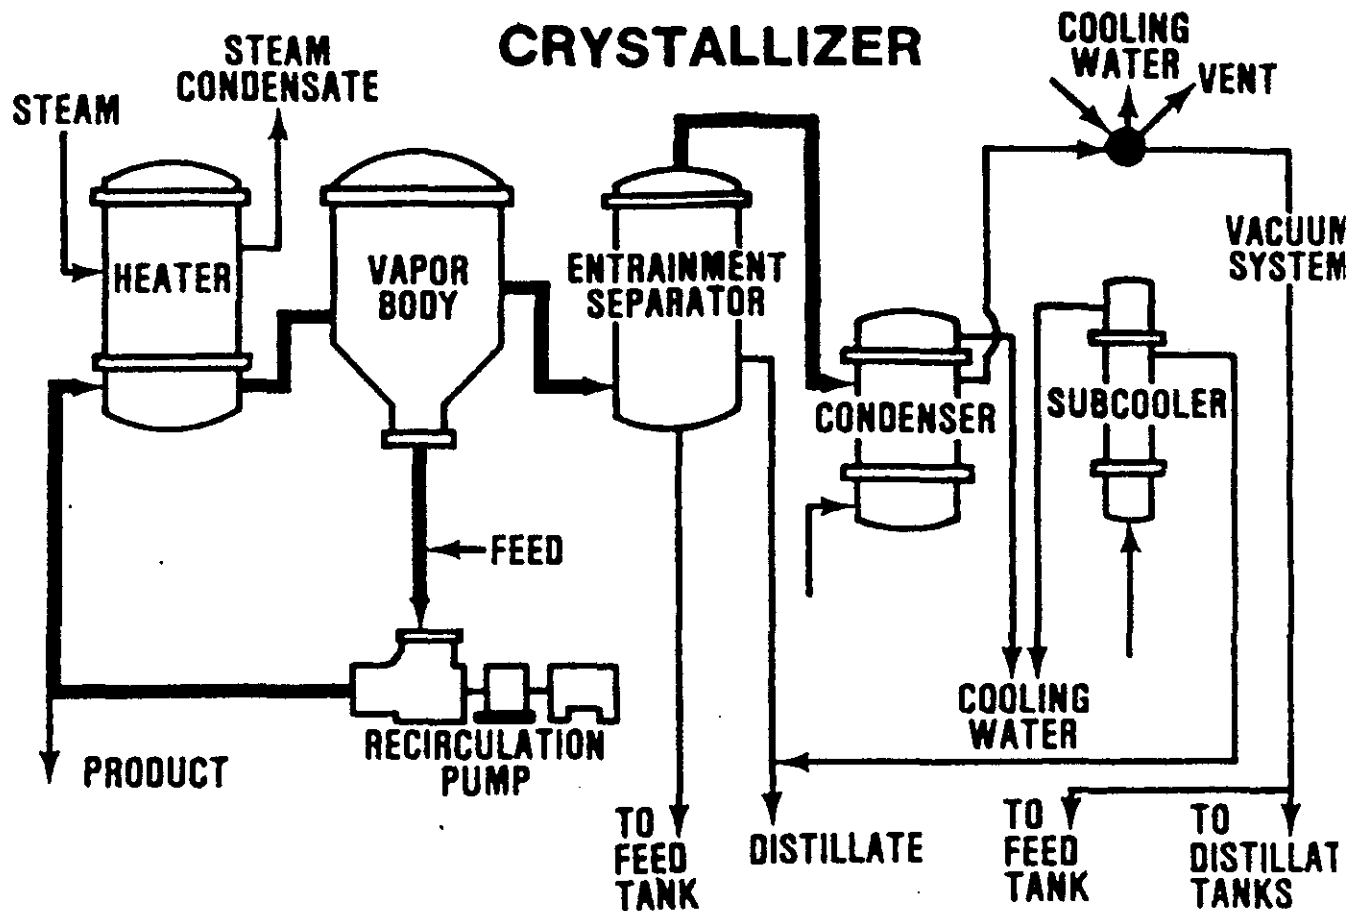 CRYSTALLIZER
STEAM
CONDENSATE
STEAM
COOLING
WATER
VENT
HEATER
VAPOR
BODY
ENTRAINMENT
SEPARATOR
VACUUM
SYSTEM
CONDENSER
SUBCOOLER
FEED
COOLING
WATER
RECIRCULATION
PUMP
PRODUCT
TO
FEED
TANK
DISTILLATE
TO
FEED
TANK
TO
DISTILLAT
TANKS